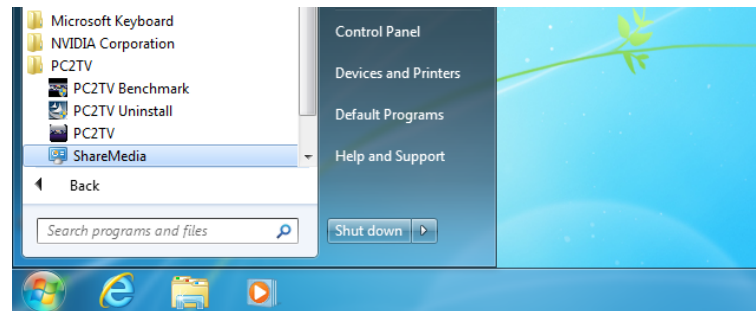 Microsoft Keyboard
NVIDIA Corporation
PC2TV
PC2TV Benchmark
PC2TV Uninstall
PC2TV
ShareMedia
Back
Search programs and files
Control Panel
Devices and Printers
Default Programs
Help and Support
Shut down